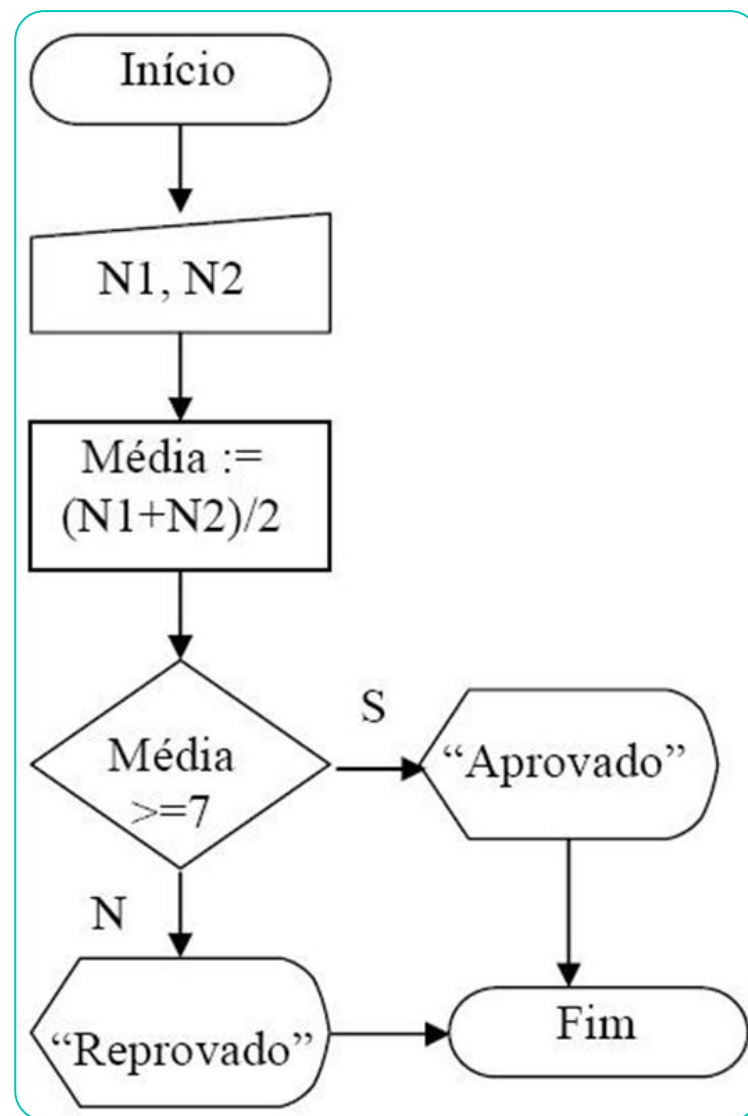 Início
N1, N2
Média :=
(N1+N2)/2
Média
>=7
S
“Aprovado”
N
“Reprovado”
Fim